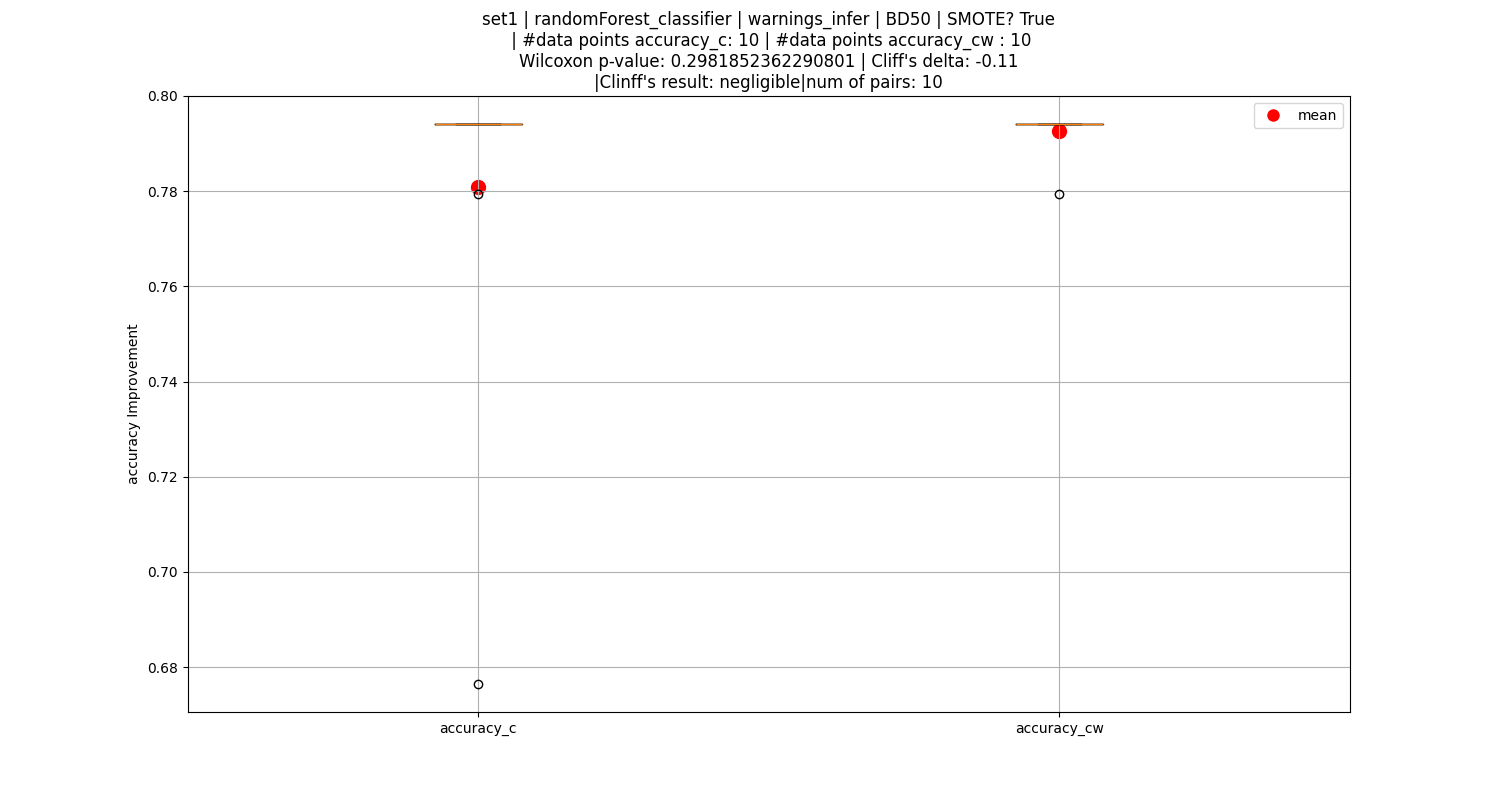 set1 | randomForest_classifier | warnings_infer | BD50 | SMOTE? True
| #data points accuracy_c: 10 | #data points accuracy_cw : 10
Wilcoxon p-value: 0.2981852362290801 | Cliff's delta: -0.11
|Clinff's result: negligible|num of pairs: 10
mean
accuracy Improvement
0.80
0.78
0.76
0.74
0.72
0.70
0.68
accuracy_c
accuracy_cw